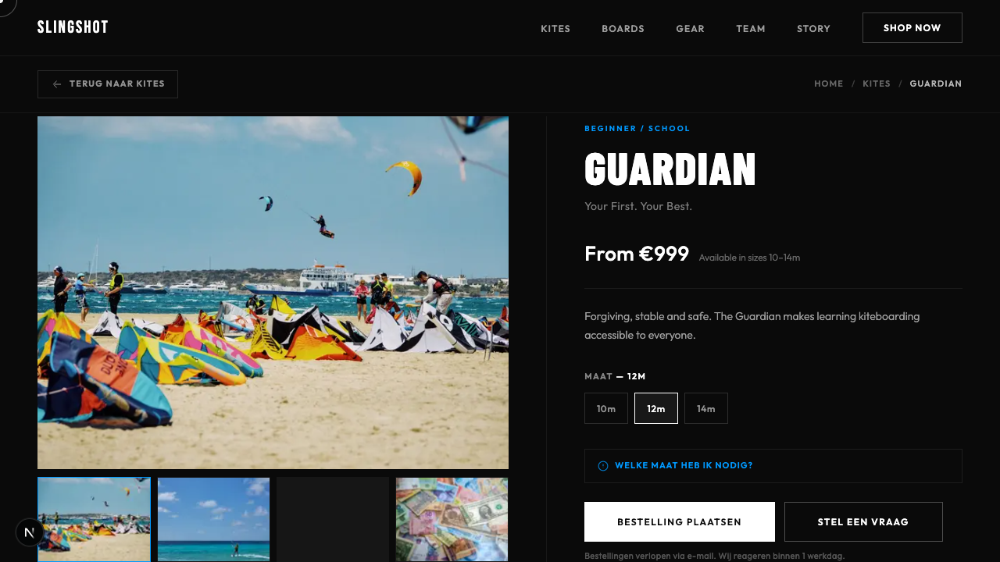 SLINGSHOT
KITES BOARDS GEAR TEAM STORY SHOP NOW
← TERUG NAAR KITES
HOME / KITES / GUARDIAN
BEGINNER / SCHOOL
GUARDIAN
Your First. Your Best.
From €999 Available in sizes 10–14m
Forgiving, stable and safe. The Guardian makes learning kiteboarding
accessible to everyone.
MAAT — 12M
10m 12m 14m
WELKE MAAT HEB IK NODIG?
BESTELLING PLAATSEN STEL EEN VRAAG
Bestellingen verlopen via e-mail. Wij reageren binnen 1 werkdag.
N